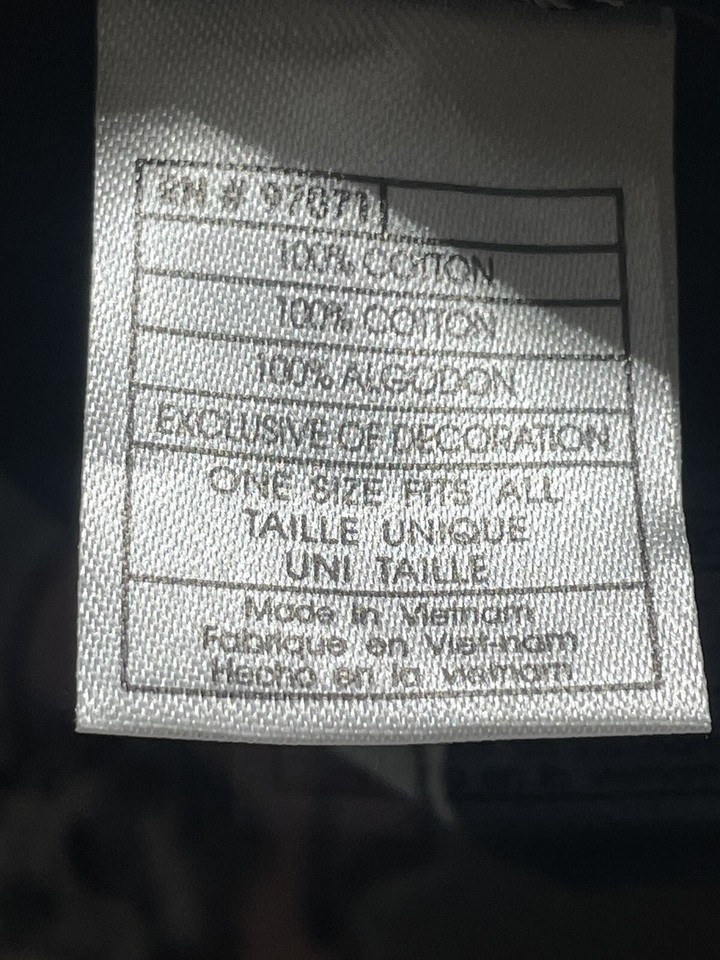 RN # 97071
100% COTTON
100% COTTON
100% ALGODON
EXCLUSIVE OF DECORATION
ONE SIZE FITS ALL
TAILLE UNIQUE
UNI TAILLE
Made in Vietnam
Fabrique en Viet-nam
Hecho en la vietnam